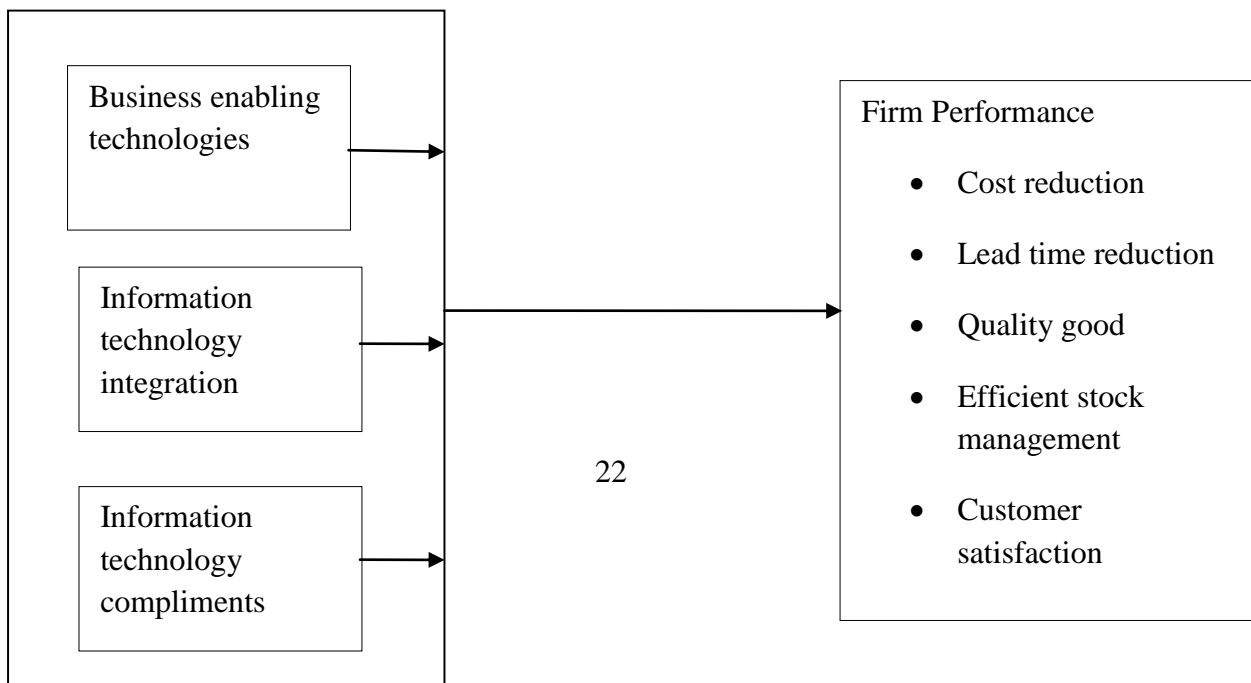 Business enabling
technologies
Information
technology
integration
Information
technology
compliments
22
Firm Performance
• Cost reduction
• Lead time reduction
• Quality good
• Efficient stock
management
• Customer
satisfaction